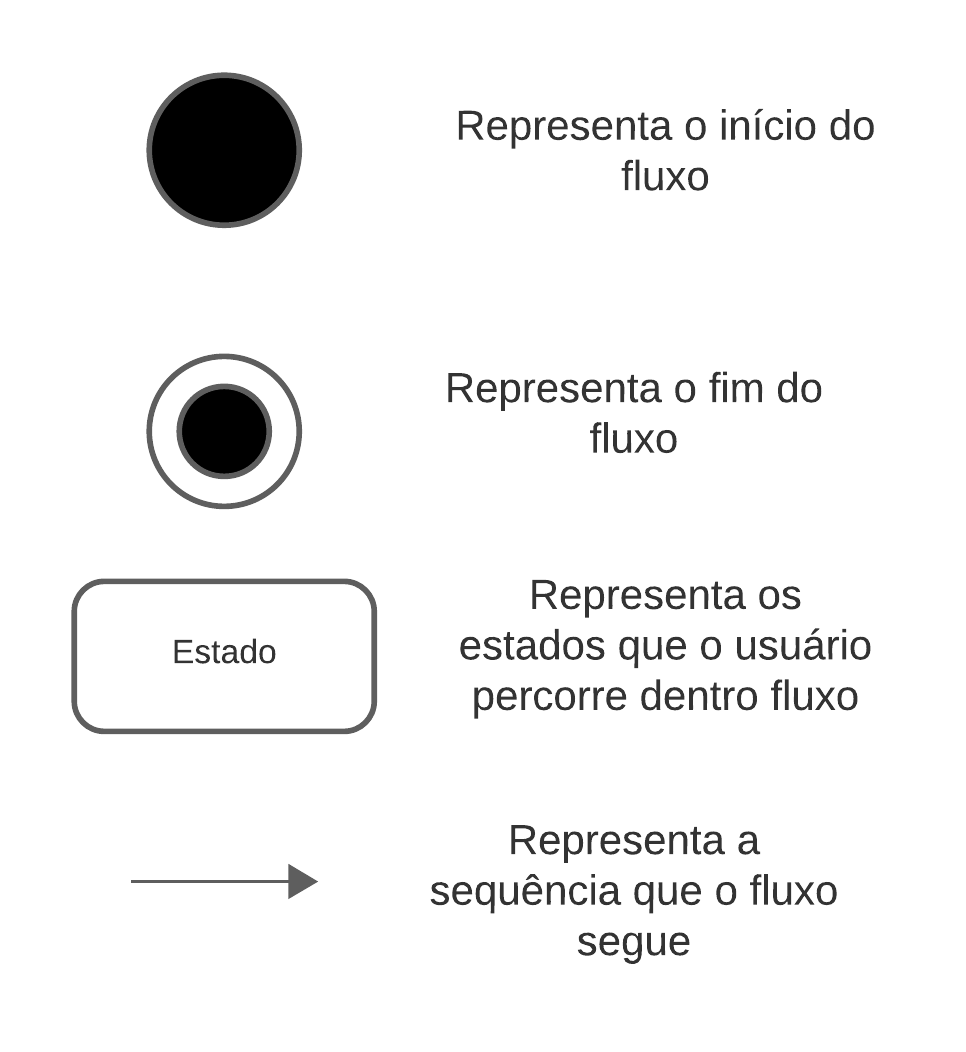 Representa o início do
fluxo
Representa o fim do
fluxo
Estado
Representa os
estados que o usuário
percorre dentro fluxo
Representa a
sequência que o fluxo
segue